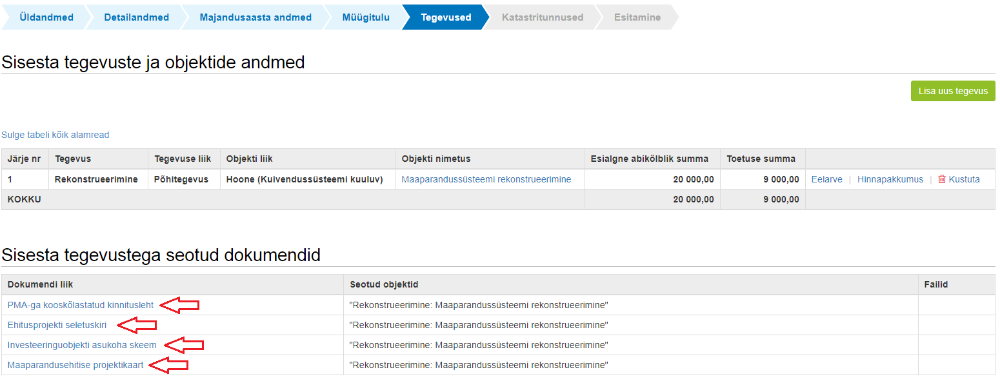 Üldandmed Detailandmed Majandusaasta andmed Müügitulu Tegevused Katastritunnused Esitamine
Sisesta tegevuste ja objektide andmed
Lisa uus tegevus
Sulge tabeli kõik alamread
Järje nr Tegevus Tegevuse liik Objekti liik Objekti nimetus Esialgne abikõlblik summa Toetuse summa
1 Rekonstrueerimine Põhitegevus Hoone (Kuivendussüsteemi kuuluv) Maaparandussüsteemi rekonstrueerimine 20 000,00 9 000,00 Eelarve | Hinnapakkumus | Kustuta
KOKKU 20 000,00 9 000,00
Sisesta tegevustega seotud dokumendid
Dokumendi liik Seotud objektid Failid
PMA-ga kooskõlastatud kinnitusleht "Rekonstrueerimine: Maaparandussüsteemi rekonstrueerimine"
Ehitusprojekti seletuskiri "Rekonstrueerimine: Maaparandussüsteemi rekonstrueerimine"
Investeeringuobjekti asukoha skeem "Rekonstrueerimine: Maaparandussüsteemi rekonstrueerimine"
Maaparandusehitise projektikaart "Rekonstrueerimine: Maaparandussüsteemi rekonstrueerimine"